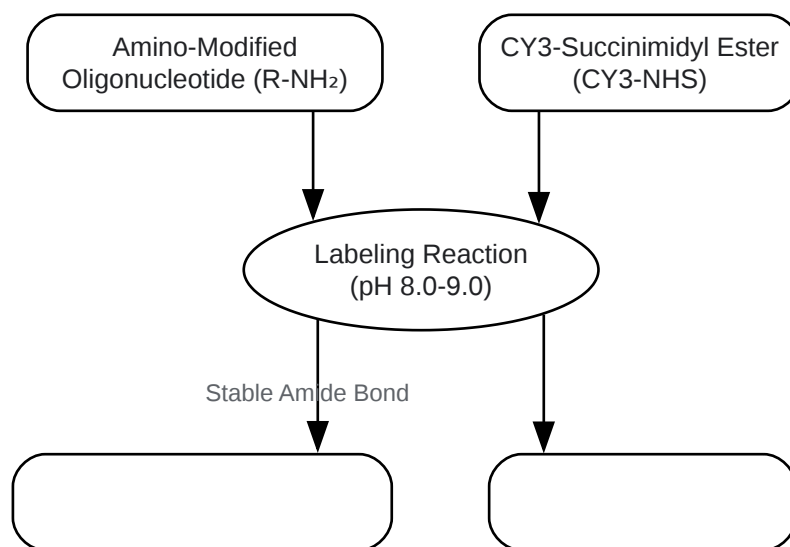 Amino-Modified
Oligonucleotide (R-NH₂)
CY3-Succinimidyl Ester
(CY3-NHS)
Labeling Reaction
(pH 8.0-9.0)
Stable Amide Bond